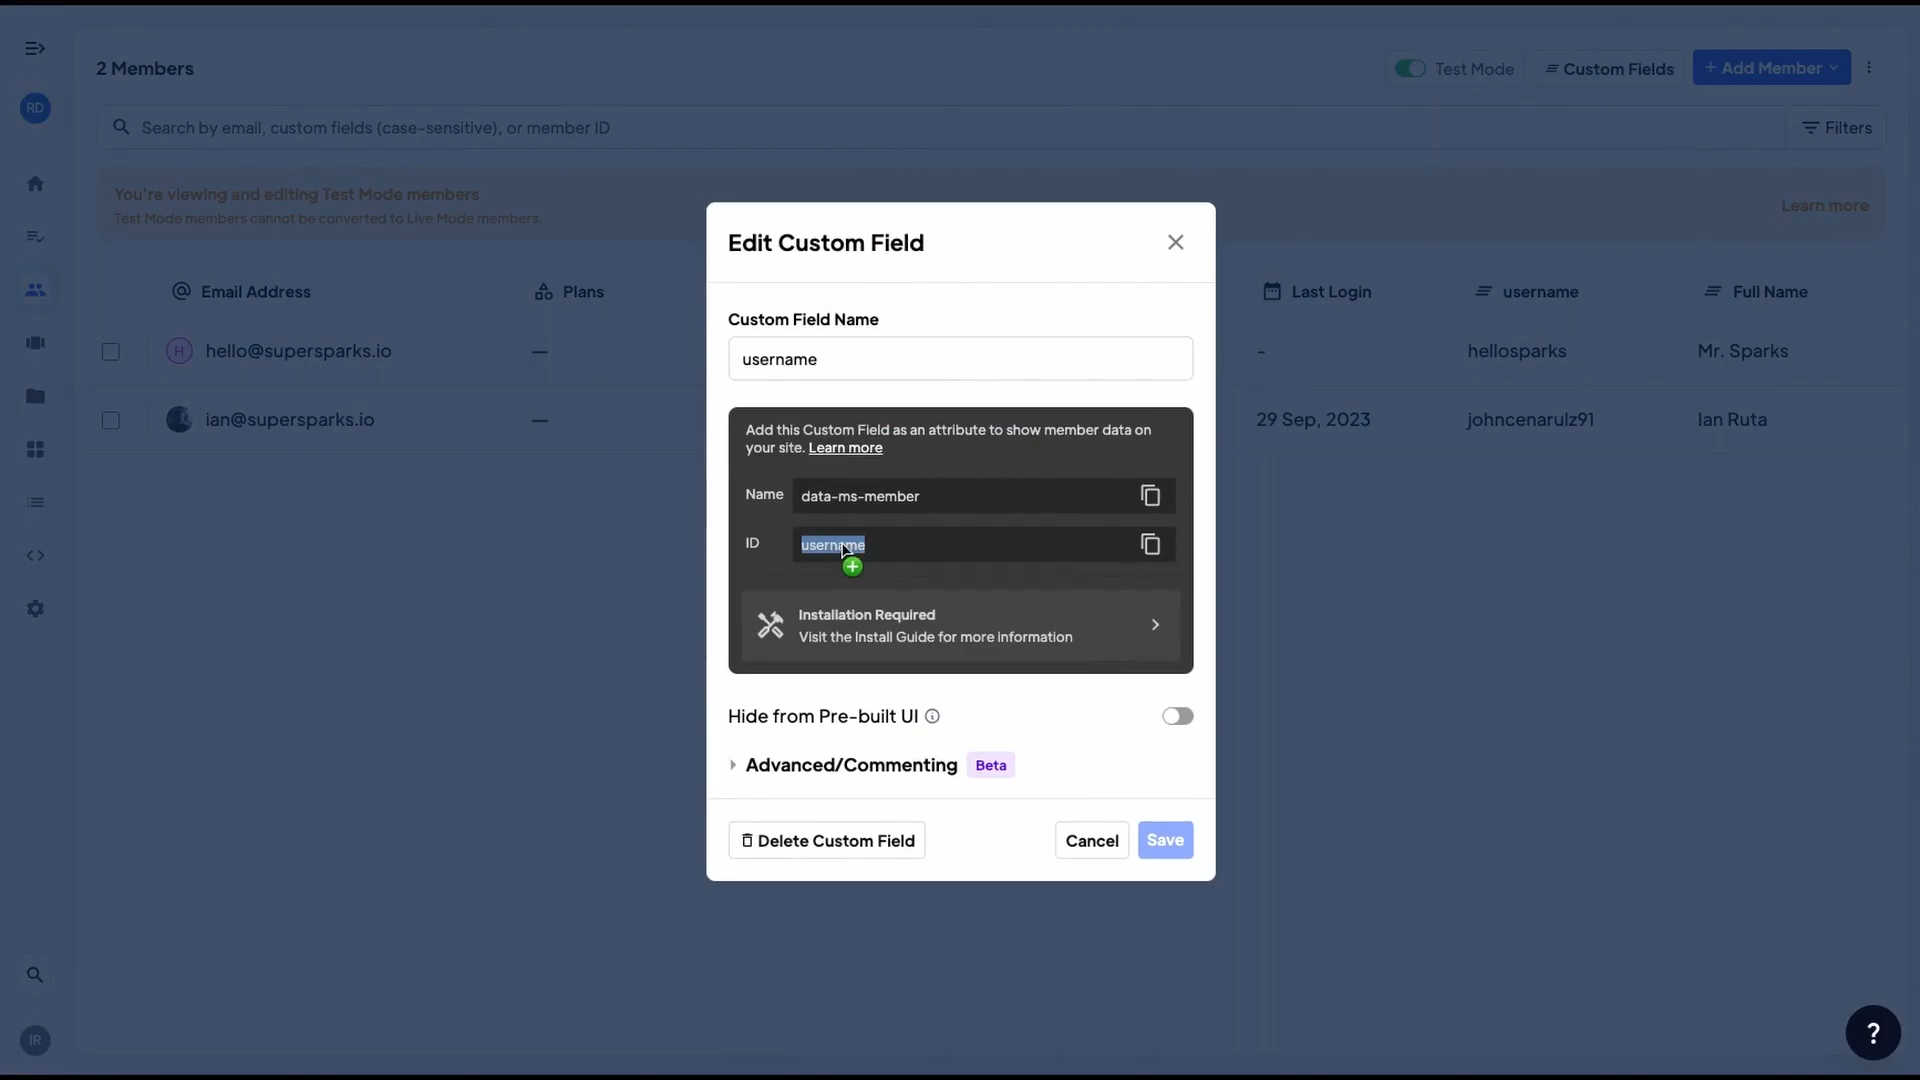 2 Members
Test Mode
Custom Fields
+ Add Member
RD
Search by email, custom fields (case-sensitive), or member ID
Filters
You're viewing and editing Test Mode members
Test Mode members cannot be converted to Live Mode members.
Learn more
Email Address
Plans
Last Login
username
Full Name
H
hello@supersparks.io
—
-
hellosparks
Mr. Sparks
ian@supersparks.io
—
29 Sep, 2023
johncenarulz91
Ian Ruta
Edit Custom Field
Custom Field Name
username
Add this Custom Field as an attribute to show member data on
your site. Learn more
Name
data-ms-member
ID
username
Installation Required
Visit the Install Guide for more information
Hide from Pre-built UI
Advanced/Commenting
Beta
Delete Custom Field
Cancel
Save
IR
?